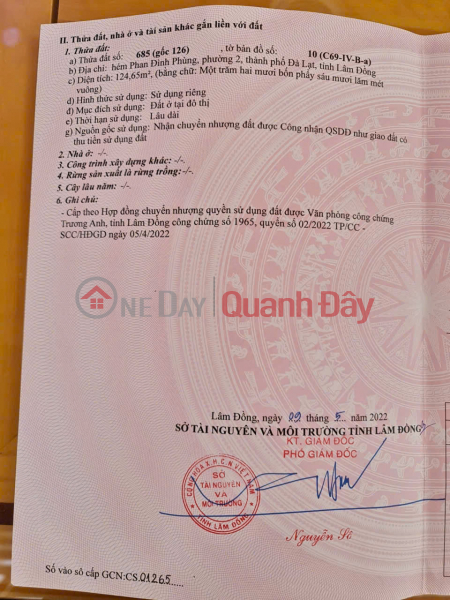 II. Thửa đất, nhà ở và tài sản khác gắn liền với đất
1. Thửa đất:
a) Thửa đất số: 685 (gốc 126) , tờ bản đồ số: 10 (C69-IV-B-a)
b) Địa chỉ: hẻm Phan Đình Phùng, phường 2, thành phố Đà Lạt, tỉnh Lâm Đồng
c) Diện tích: 124,65m², (bằng chữ: Một trăm hai mươi bốn phẩy sáu mươi lăm mét
vuông)
d) Hình thức sử dụng: Sử dụng riêng
đ) Mục đích sử dụng: Đất ở tại đô thị
e) Thời hạn sử dụng: Lâu dài
g) Nguồn gốc sử dụng: Nhận chuyển nhượng đất được Công nhận QSDĐ như giao đất có
thu tiền sử dụng đất
2. Nhà ở: -/-.
3. Công trình xây dựng khác: -/-.
4. Rừng sản xuất là rừng trồng: -/-.
5. Cây lâu năm: -/-.
6. Ghi chú:
- Cấp theo Hợp đồng chuyển nhượng quyền sử dụng đất được Văn phòng công chứng
Trương Anh, tỉnh Lâm Đồng công chứng số 1965, quyển số 02/2022 TP/CC -
SCC/HĐGD ngày 05/4/2022
ONEDAY Quanh Đây
Lâm Đồng, ngày 29 tháng 5 năm 2022
SỞ TÀI NGUYÊN VÀ MÔI TRƯỜNG TỈNH LÂM ĐỒNG
KT. GIÁM ĐỐC
PHÓ GIÁM ĐỐC
CỘNG HÒA X.H.C.N VIỆT NAM
SỞ
TÀI NGUYÊN
VÀ
MÔI TRƯỜNG
TỈNH LÂM ĐỒNG
Nguyễn Sá
Số vào sổ cấp GCN:CS.01265